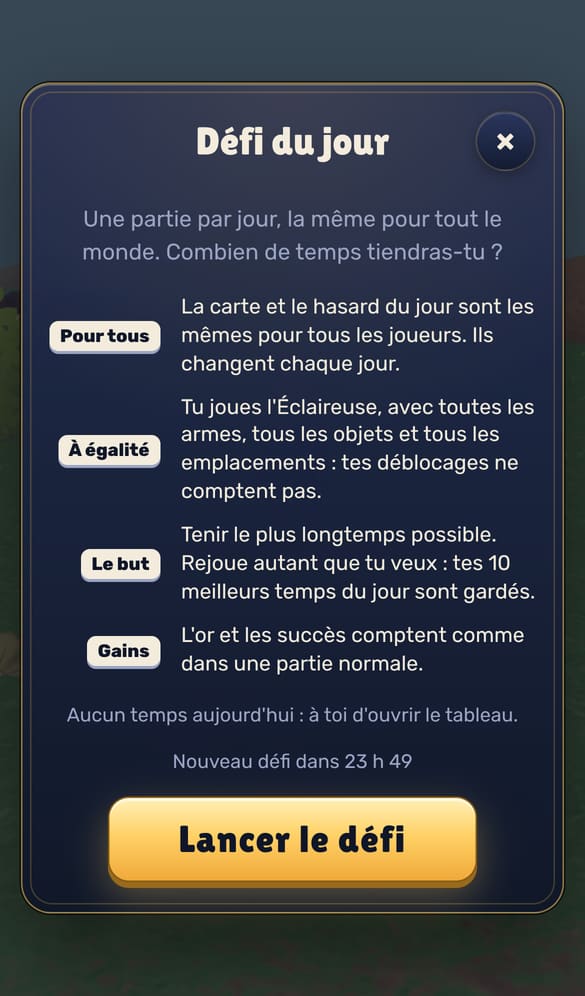 Défi du jour
×
Une partie par jour, la même pour tout le
monde. Combien de temps tiendras-tu ?
Pour tous
La carte et le hasard du jour sont les
mêmes pour tous les joueurs. Ils
changent chaque jour.
À égalité
Tu joues l'Éclaireuse, avec toutes les
armes, tous les objets et tous les
emplacements : tes déblocages ne
comptent pas.
Le but
Tenir le plus longtemps possible.
Rejoue autant que tu veux : tes 10
meilleurs temps du jour sont gardés.
Gains
L'or et les succès comptent comme
dans une partie normale.
Aucun temps aujourd'hui : à toi d'ouvrir le tableau.
Nouveau défi dans 23 h 49
Lancer le défi